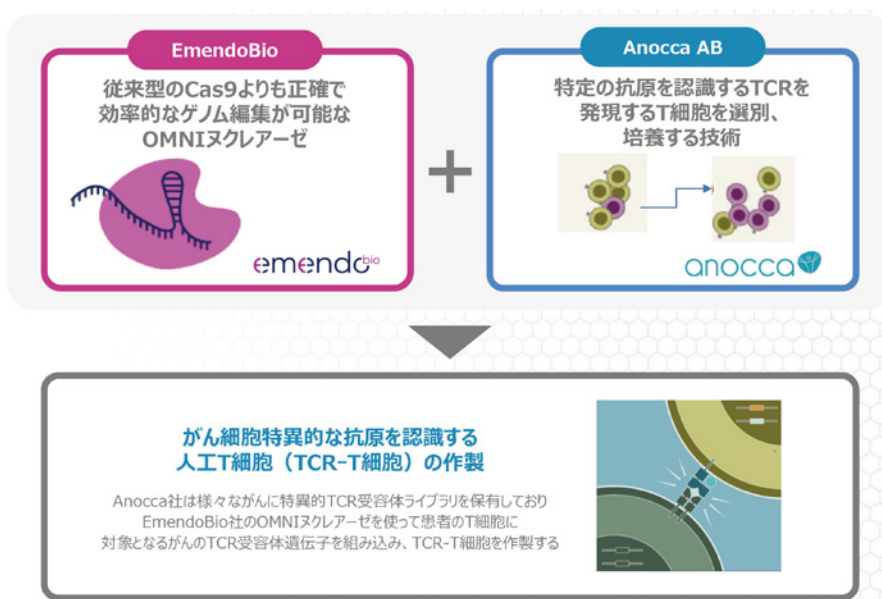 EmendoBio
従来型のCas9よりも正確で
効率的なゲノム編集が可能な
OMNIヌクレアーゼ
emendo bio
Anocca AB
特定の抗原を認識するTCRを
発現するT細胞を選別、
培養する技術
anocca
がん細胞特異的な抗原を認識する
人工T細胞（TCR-T細胞）の作製
Anocca社は様々ながんに特異的TCR受容体ライブラリを保有しており
EmendoBio社のOMNIヌクレアーゼを使って患者のT細胞に
対象となるがんのTCR受容体遺伝子を組み込み、TCR-T細胞を作製する